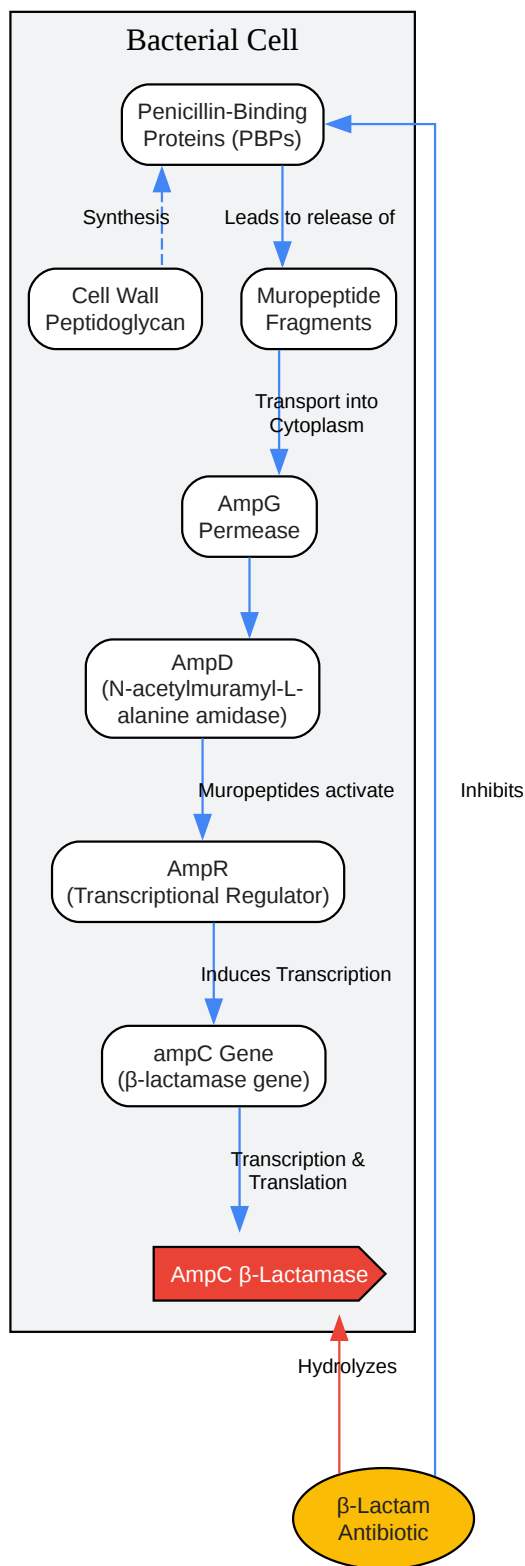 Bacterial Cell
Penicillin-Binding
Proteins (PBPs)
Synthesis
Leads to release of
Cell Wall
Peptidoglycan
Muropeptide
Fragments
Transport into
Cytoplasm
AmpG
Permease
AmpD
(N-acetylmuramyl-L-
alanine amidase)
Muropeptides activate
Inhibits
AmpR
(Transcriptional Regulator)
Induces Transcription
ampC Gene
(β-lactamase gene)
Transcription &
Translation
AmpC β-Lactamase
Hydrolyzes
β-Lactam
Antibiotic